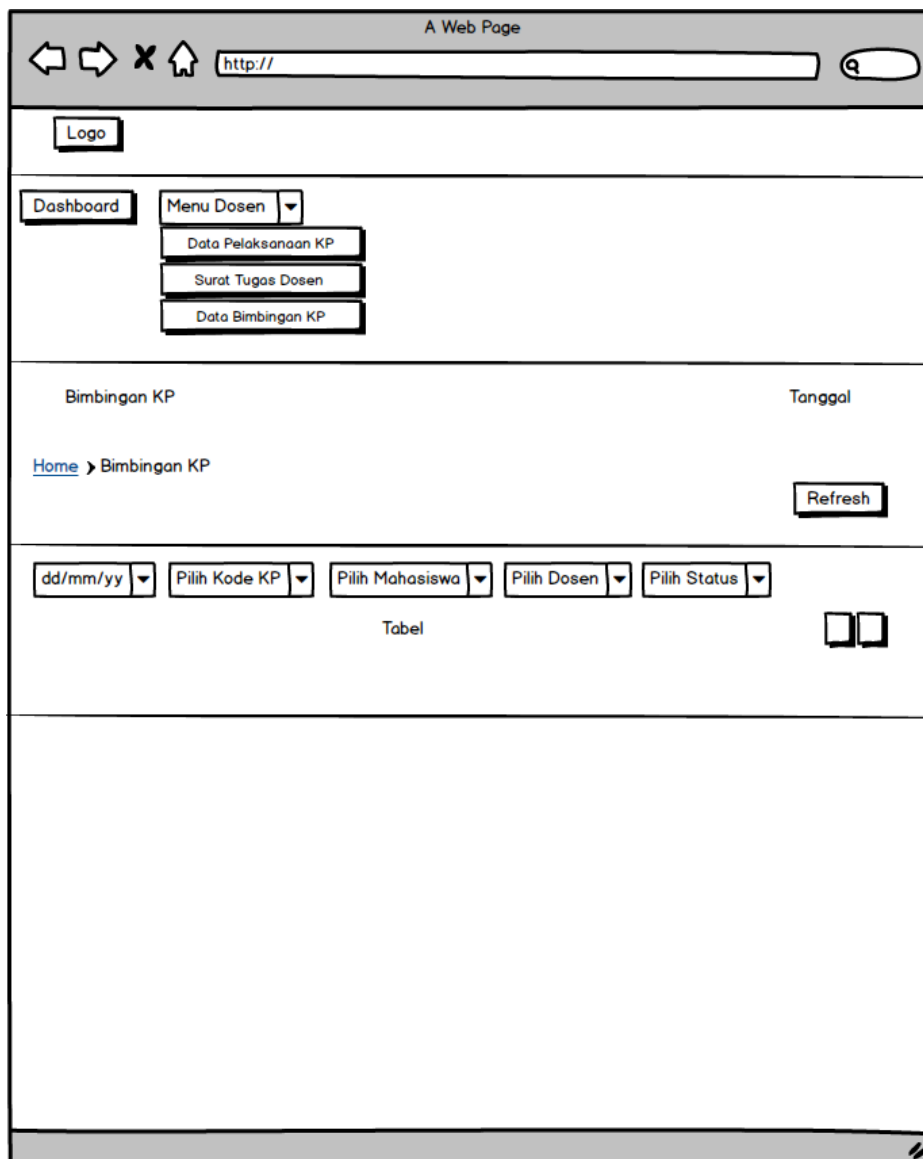 A Web Page
http://
Logo
Dashboard
Menu Dosen
Data Pelaksanaan KP
Surat Tugas Dosen
Data Bimbingan KP
Bimbingan KP
Tanggal
Home Bimbingan KP
Refresh
dd/mm/yy Pilih Kode KP Pilih Mahasiswa Pilih Dosen Pilih Status
Tabel